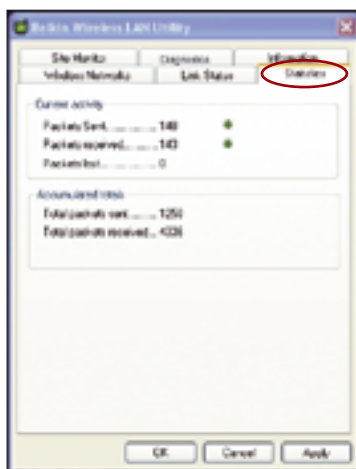 Belkin Wireless LAN Utility
Site Monitor Diagnostics Information
Wireless Networks Link Status Statistics
Current activity
Packets Sent.............148
Packets received.........143
Packets lost.............0
Accumulated totals
Total packets sent.......1250
Total packets received...4336
OK Cancel Apply